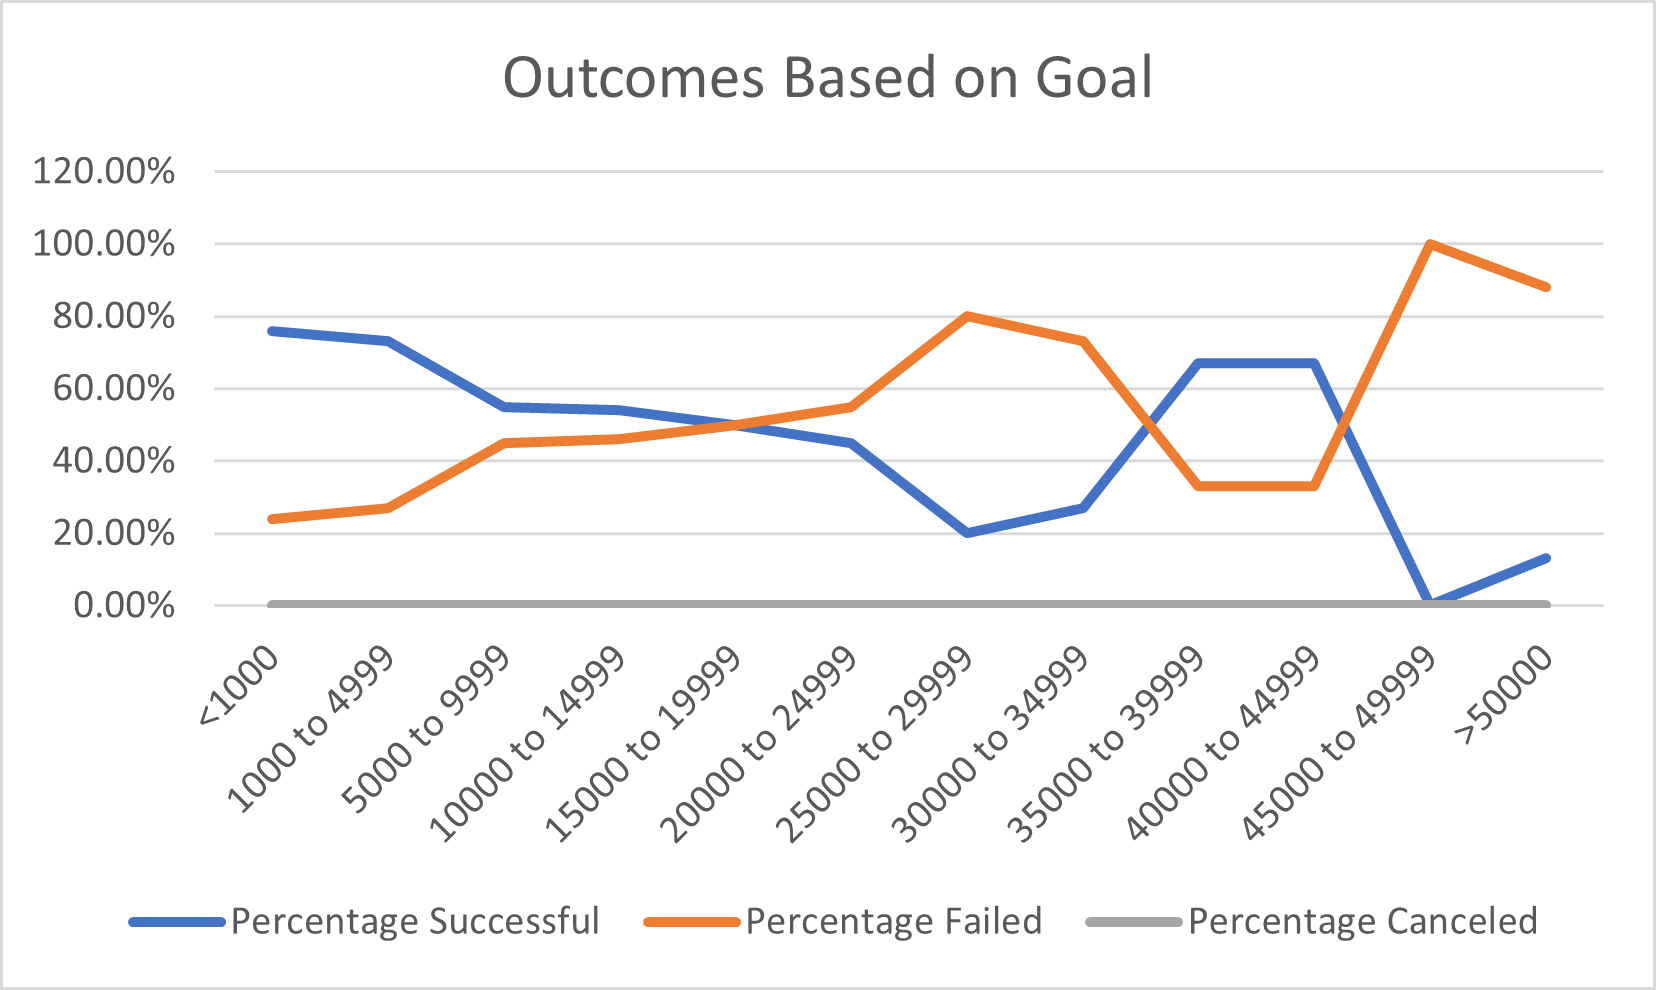 Outcomes Based on Goal
120.00%
100.00%
80.00%
60.00%
40.00%
20.00%
0.00%
<1000
1000 to 4999
5000 to 9999
10000 to 14999
15000 to 19999
20000 to 24999
25000 to 29999
30000 to 34999
35000 to 39999
40000 to 44999
45000 to 49999
>50000
Percentage Successful
Percentage Failed
Percentage Canceled